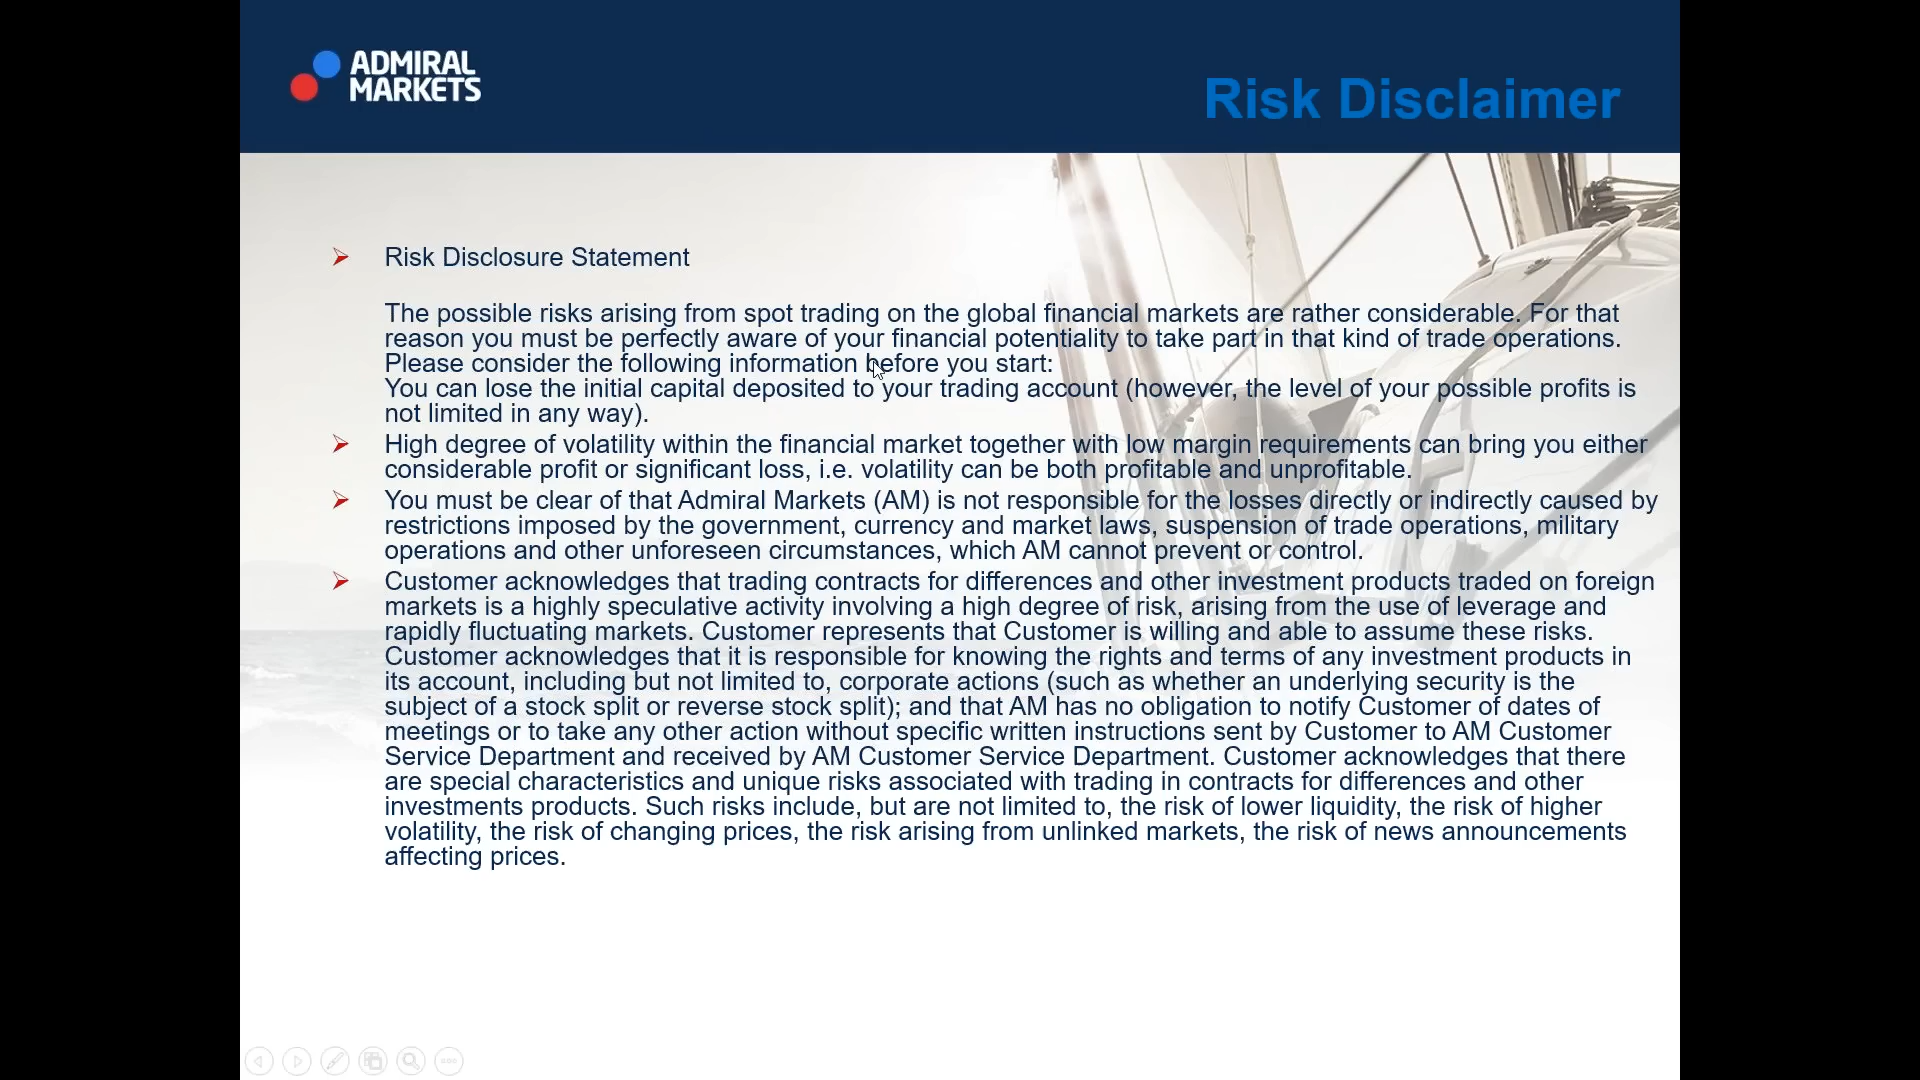 ADMIRAL
MARKETS
Risk Disclaimer
Risk Disclosure Statement
The possible risks arising from spot trading on the global financial markets are rather considerable. For that
reason you must be perfectly aware of your financial potentiality to take part in that kind of trade operations.
Please consider the following information before you start:
You can lose the initial capital deposited to your trading account (however, the level of your possible profits is
not limited in any way).
High degree of volatility within the financial market together with low margin requirements can bring you either
considerable profit or significant loss, i.e. volatility can be both profitable and unprofitable.
You must be clear of that Admiral Markets (AM) is not responsible for the losses directly or indirectly caused by
restrictions imposed by the government, currency and market laws, suspension of trade operations, military
operations and other unforeseen circumstances, which AM cannot prevent or control.
Customer acknowledges that trading contracts for differences and other investment products traded on foreign
markets is a highly speculative activity involving a high degree of risk, arising from the use of leverage and
rapidly fluctuating markets. Customer represents that Customer is willing and able to assume these risks.
Customer acknowledges that it is responsible for knowing the rights and terms of any investment products in
its account, including but not limited to, corporate actions (such as whether an underlying security is the
subject of a stock split or reverse stock split); and that AM has no obligation to notify Customer of dates of
meetings or to take any other action without specific written instructions sent by Customer to AM Customer
Service Department and received by AM Customer Service Department. Customer acknowledges that there
are special characteristics and unique risks associated with trading in contracts for differences and other
investments products. Such risks include, but are not limited to, the risk of lower liquidity, the risk of higher
volatility, the risk of changing prices, the risk arising from unlinked markets, the risk of news announcements
affecting prices.